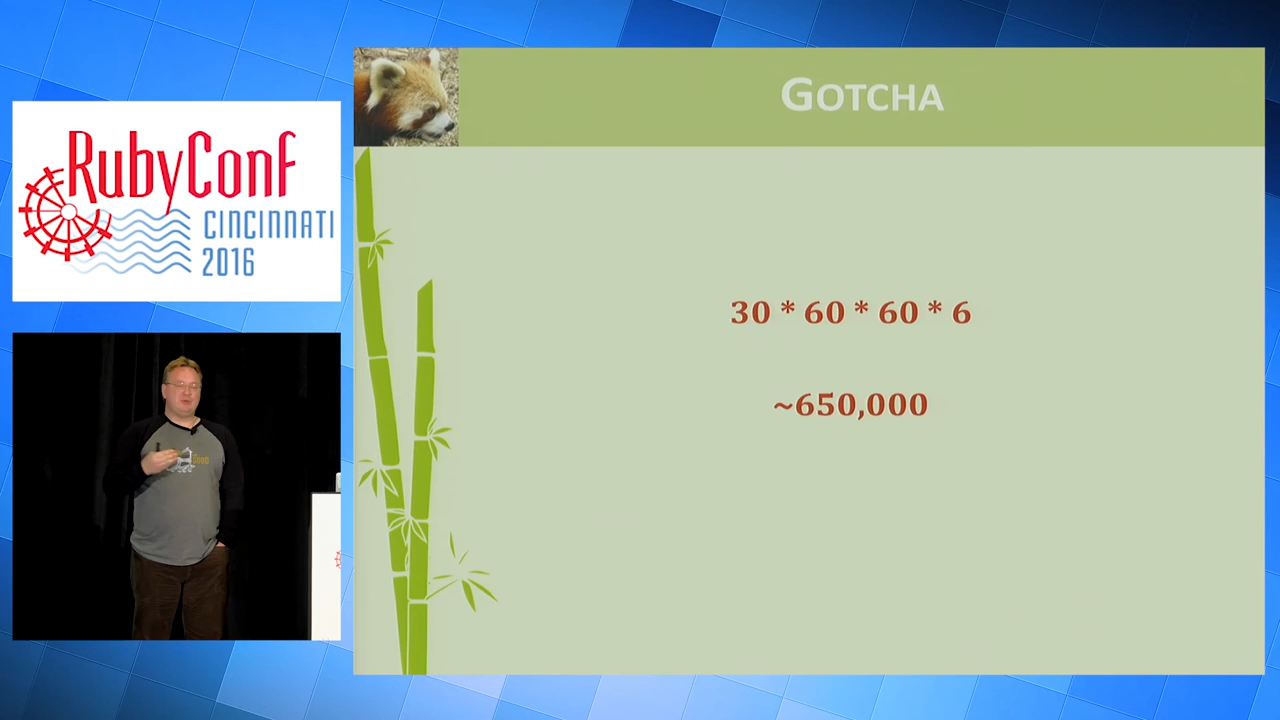 RubyConf
CINCINNATI
2016
GOTCHA
30 * 60 * 60 * 6
~650,000